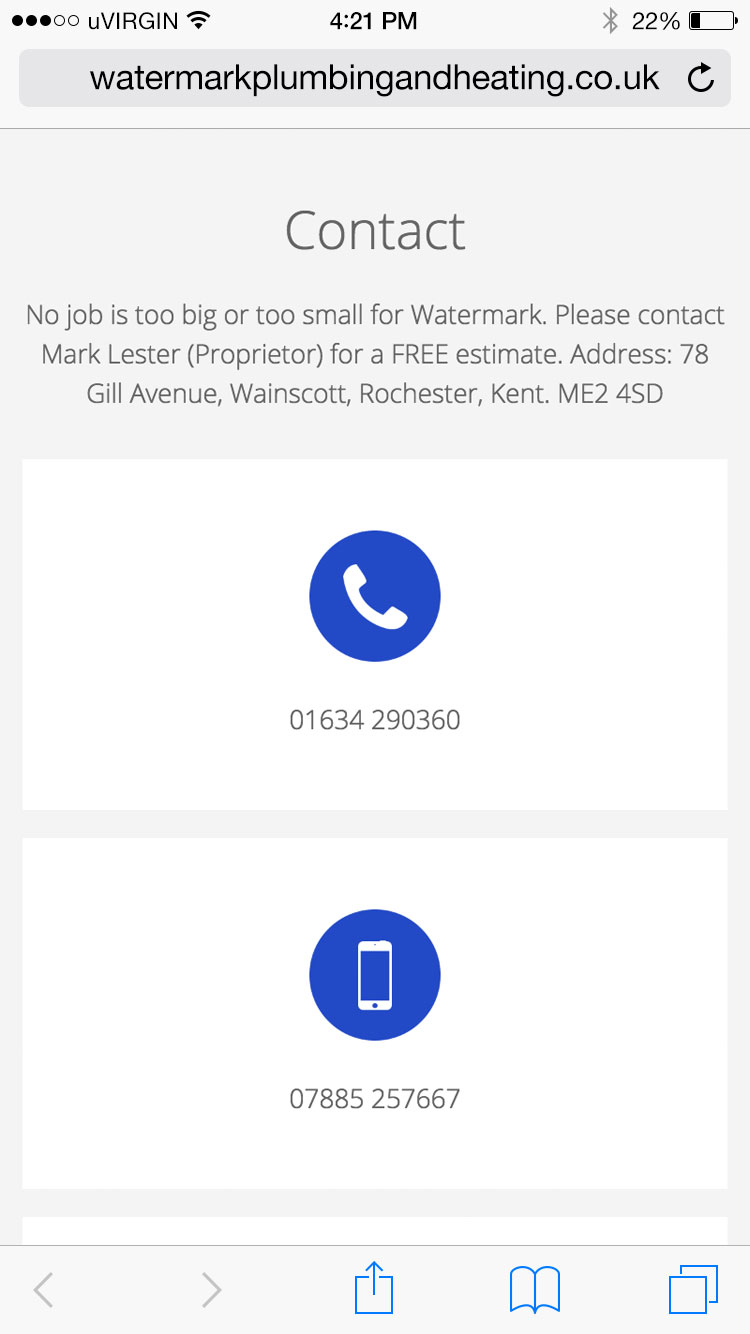 uVIRGIN 4:21 PM 22%
watermarkplumbingandheating.co.uk
Contact
No job is too big or too small for Watermark. Please contact
Mark Lester (Proprietor) for a FREE estimate. Address: 78
Gill Avenue, Wainscott, Rochester, Kent. ME2 4SD
01634 290360
07885 257667